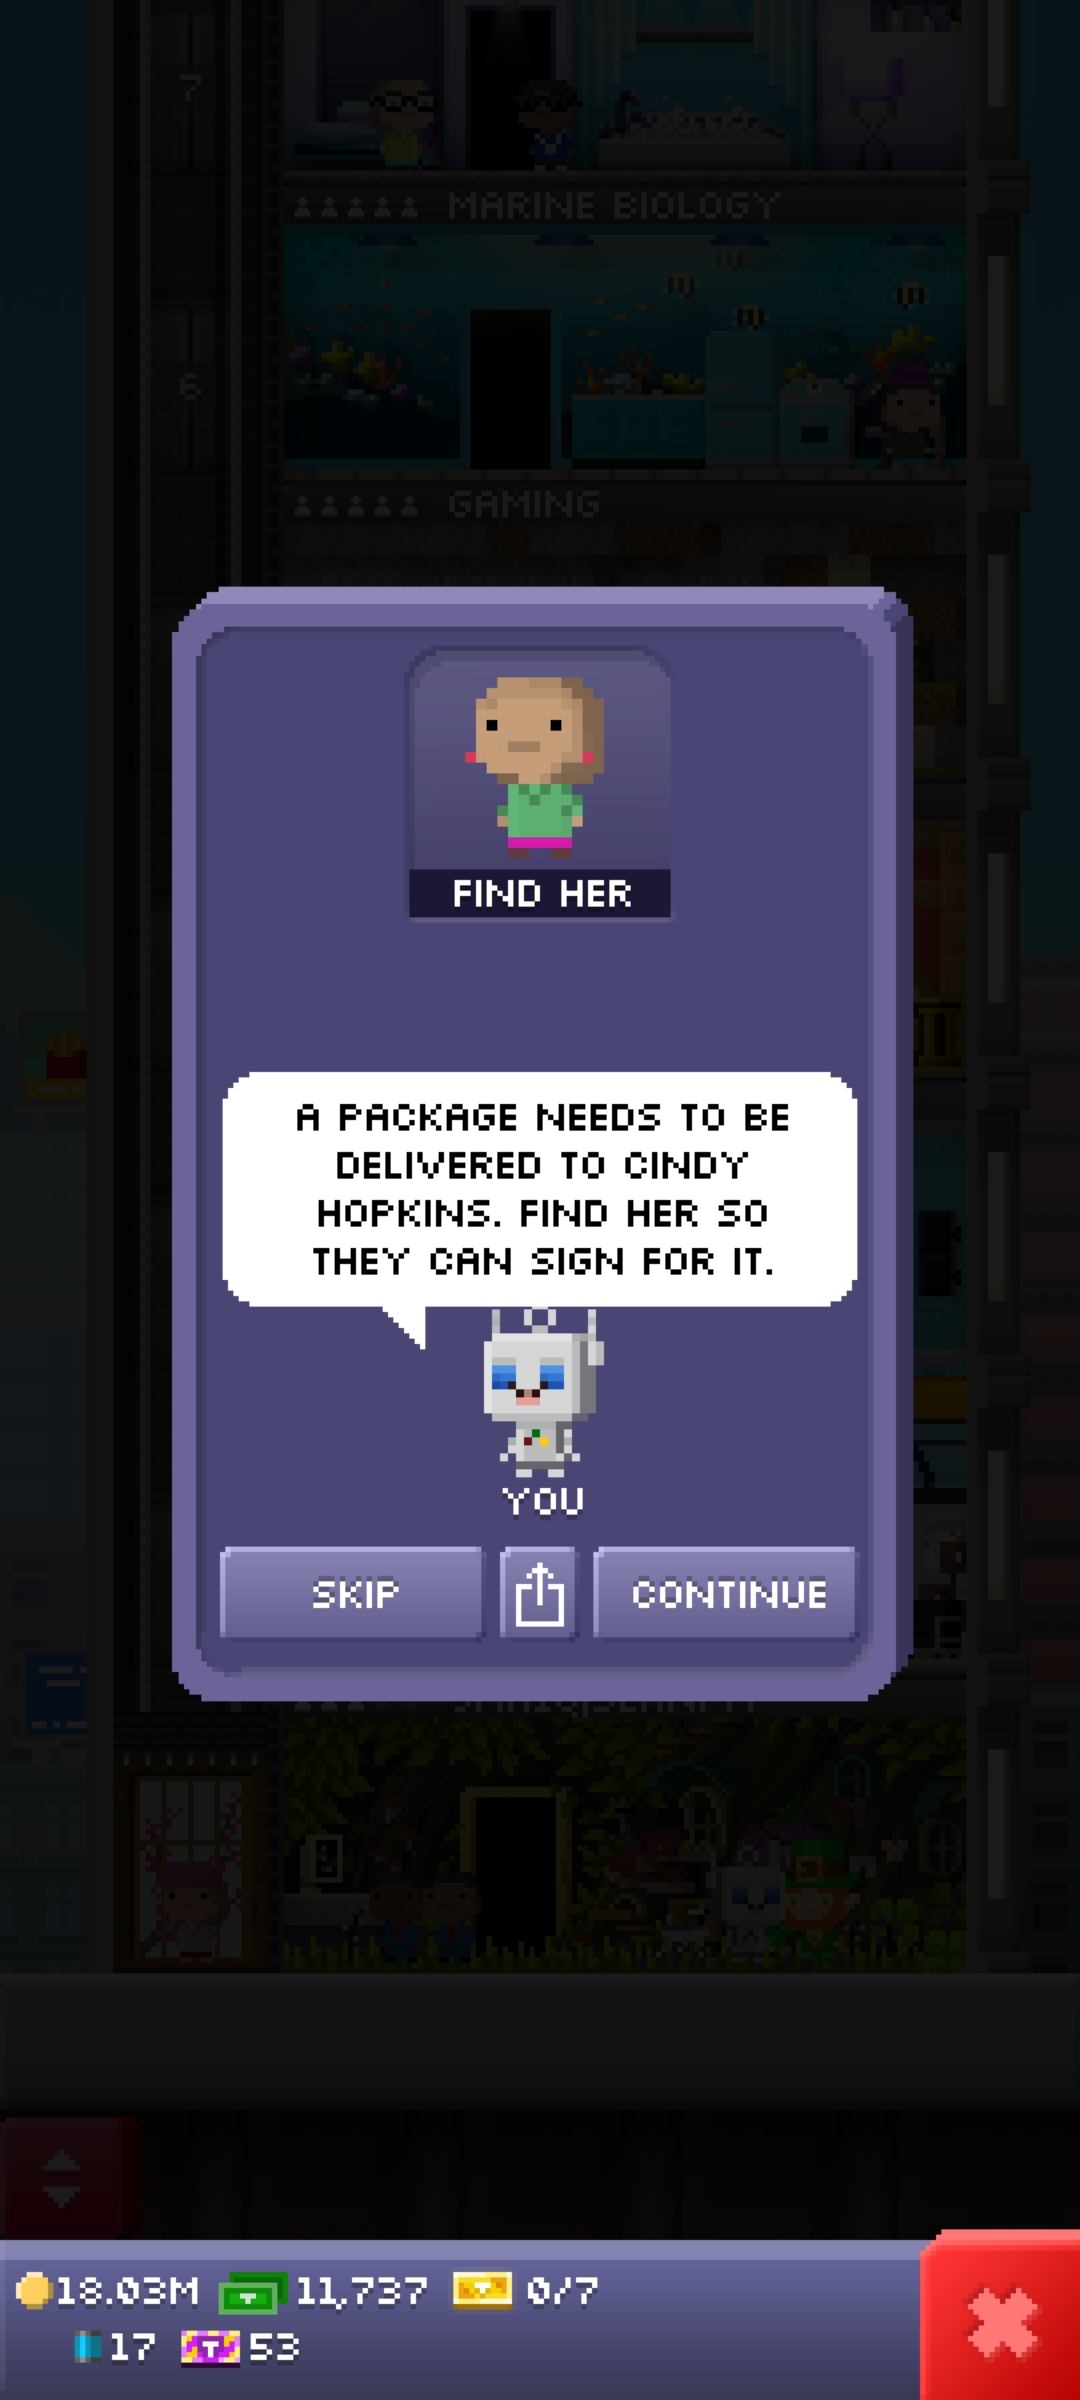 7
MARINE BIOLOGY
6
GAMING
FIND HER
A PACKAGE NEEDS TO BE
DELIVERED TO CINDY
HOPKINS. FIND HER SO
THEY CAN SIGN FOR IT.
YOU
SKIP
CONTINUE
18.03M 11,737 0/7
17 53